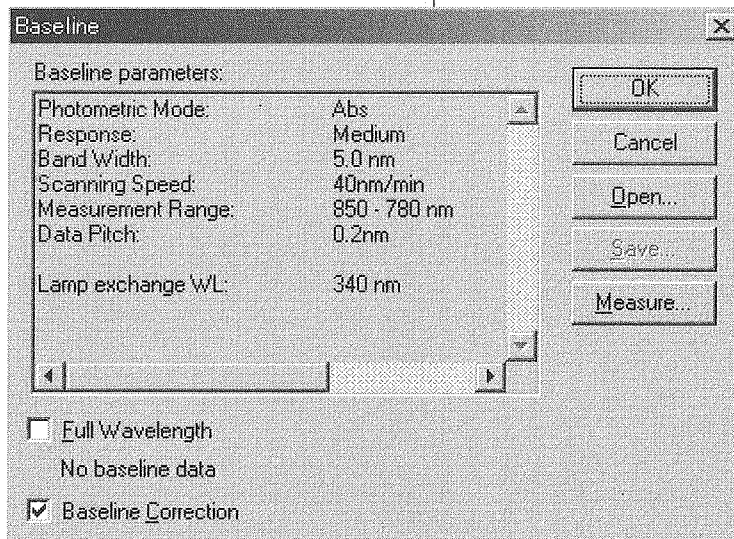 Baseline
Baseline parameters:
Photometric Mode: Abs
Response: Medium
Band Width: 5.0 nm
Scanning Speed: 40nm/min
Measurement Range: 850 - 780 nm
Data Pitch: 0.2nm
Lamp exchange WL: 340 nm
OK
Cancel
Open...
Save...
Measure...
Full Wavelength
No baseline data
Baseline Correction